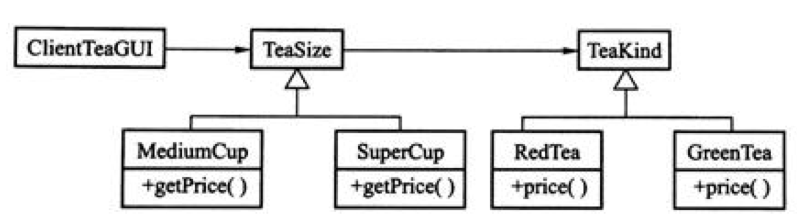 ClientTeaGUI
TeaSize
TeaKind
MediumCup
+getPrice( )
SuperCup
+getPrice( )
RedTea
+price( )
GreenTea
+price( )